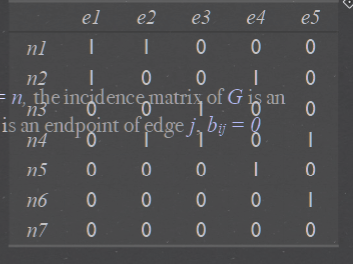 e1 e2 e3 e4 e5
n1 1 1 0 0 0
n2 1 0 0 1 0
= n, the incidence matrix of G is an
n3 0 0 1 0 0
is an endpoint of edge j, bij = 0
n4 0 1 1 0 1
n5 0 0 0 1 0
n6 0 0 0 0 1
n7 0 0 0 0 0